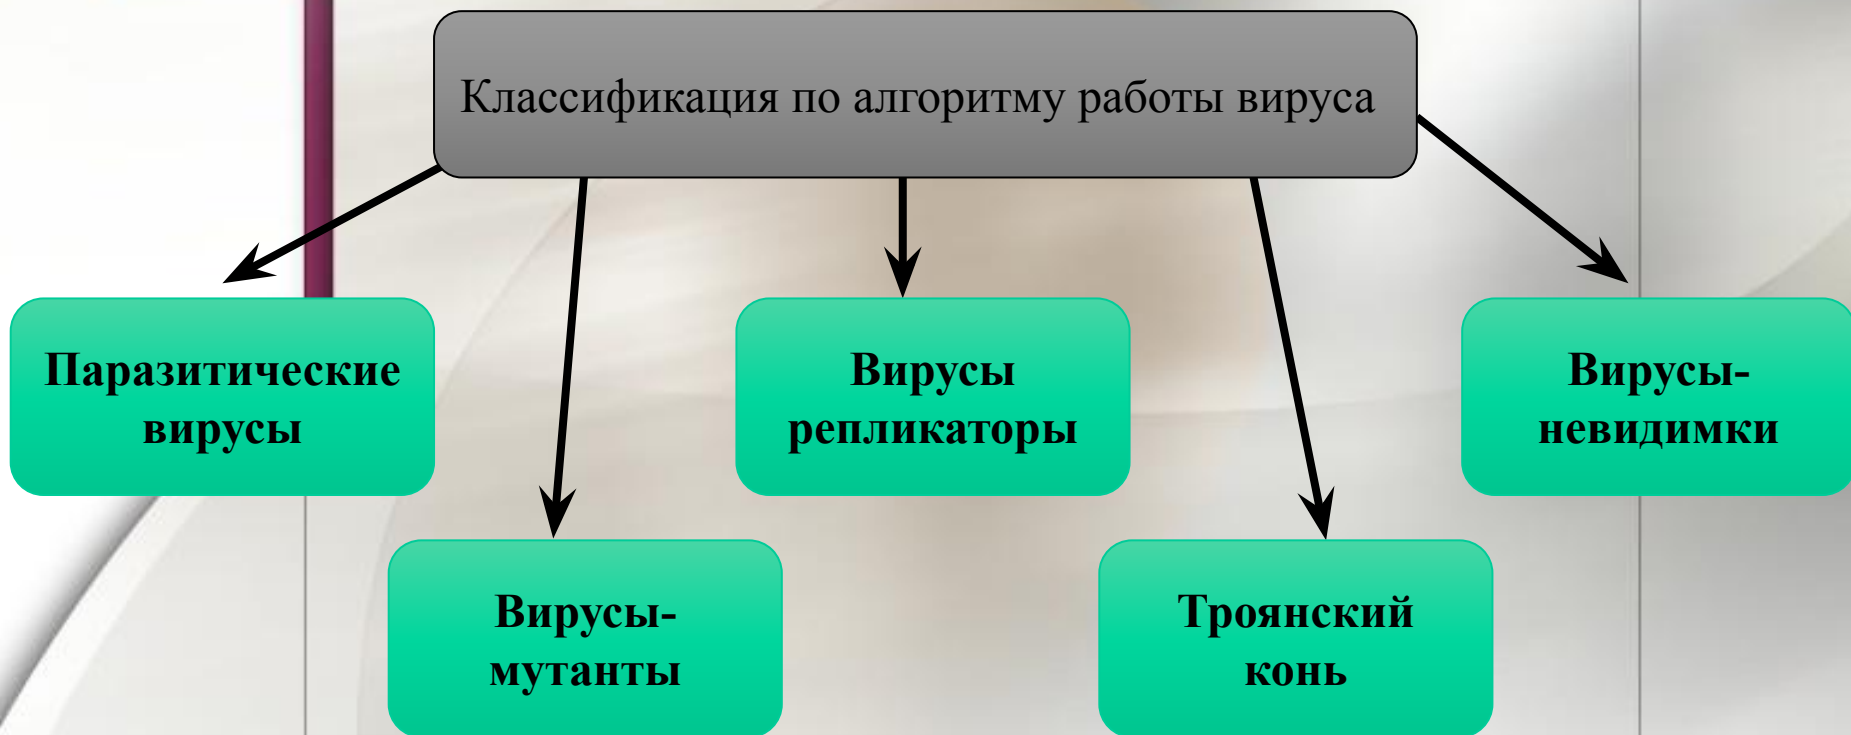 Классификация по алгоритму работы вируса
Паразитические
вирусы
Вирусы
репликаторы
Вирусы-
невидимки
Вирусы-
мутанты
Троянский
конь